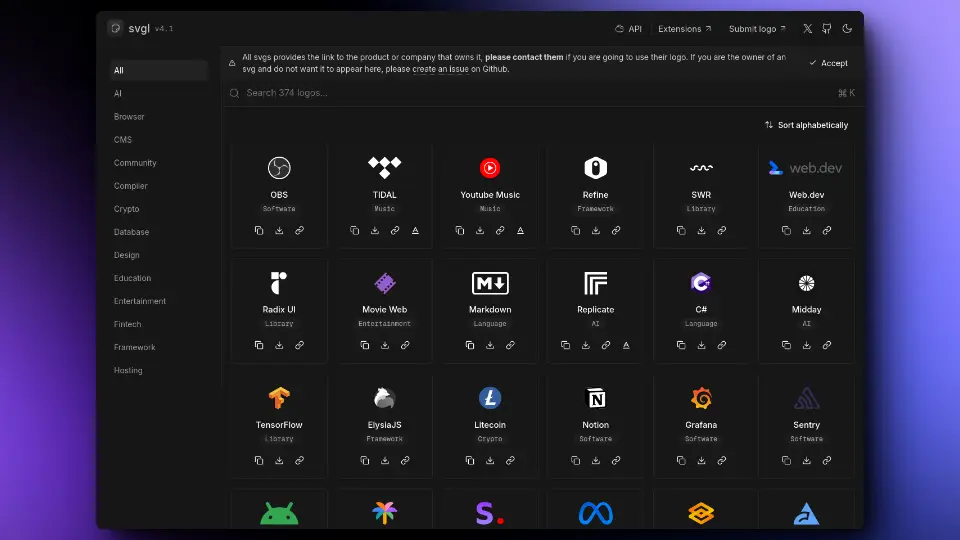 svgl v4.1
API
Extensions
Submit logo
All svgs provides the link to the product or company that owns it, please contact them if you are going to use their logo. If you are the owner of an
svg and do not want it to appear here, please create an issue on Github.
Accept
All
AI
Browser
CMS
Community
Compiler
Crypto
Database
Design
Education
Entertainment
Fintech
Framework
Hosting
Search 374 logos...
⌘ K
Sort alphabetically
OBS
Software
TIDAL
Music
Youtube Music
Music
Refine
Framework
SWR
Library
web.dev
Web.dev
Education
Radix UI
Library
Movie Web
Entertainment
Markdown
Language
Replicate
AI
C#
Language
Midday
AI
TensorFlow
Library
ElysiaJS
Framework
Litecoin
Crypto
Notion
Software
Grafana
Software
Sentry
Software
S.